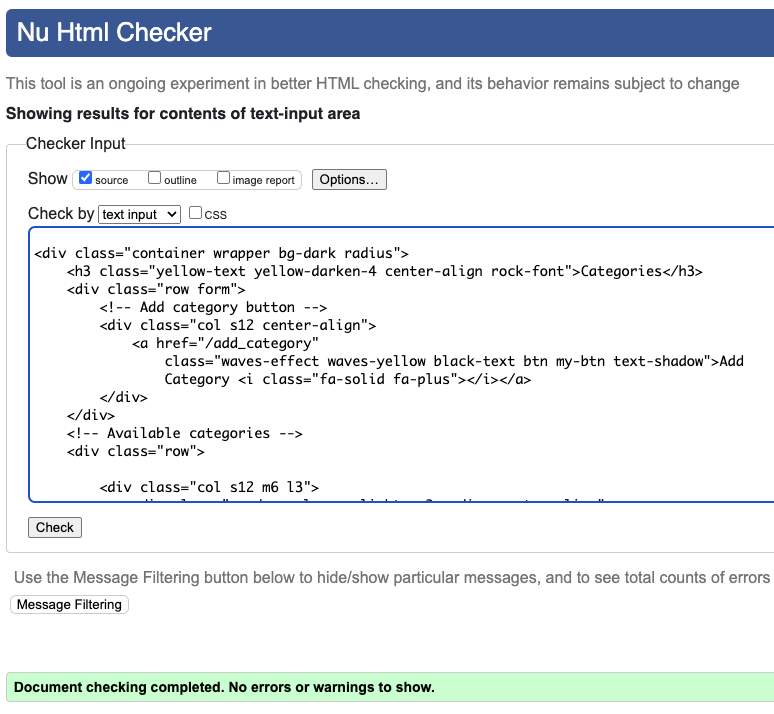 Nu Html Checker
This tool is an ongoing experiment in better HTML checking, and its behavior remains subject to change
Showing results for contents of text-input area
Checker Input
Show source outline image report Options...
Check by text input css
<div class="container wrapper bg-dark radius">
    <h3 class="yellow-text yellow-darken-4 center-align rock-font">Categories</h3>
    <div class="row form">
        <!-- Add category button -->
        <div class="col s12 center-align">
            <a href="/add_category"
                class="waves-effect waves-yellow black-text btn my-btn text-shadow">Add
                Category <i class="fa-solid fa-plus"></i></a>
        </div>
    </div>
    <!-- Available categories -->
    <div class="row">
        <div class="col s12 m6 l3">
Check
Use the Message Filtering button below to hide/show particular messages, and to see total counts of errors
Message Filtering
Document checking completed. No errors or warnings to show.